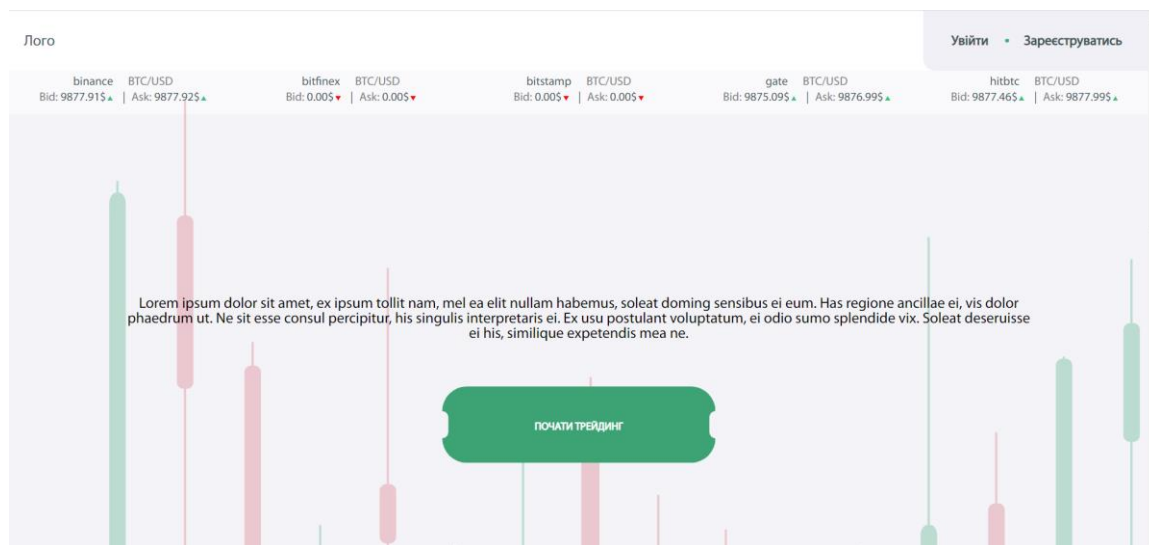 Лого
Увійти • Зареєструватись
binance BTC/USD
Bid: 9877.91$▲ | Ask: 9877.92$▲
bitfinex BTC/USD
Bid: 0.00$▼ | Ask: 0.00$▼
bitstamp BTC/USD
Bid: 0.00$▼ | Ask: 0.00$▼
gate BTC/USD
Bid: 9875.09$▲ | Ask: 9876.99$▲
hitbtc BTC/USD
Bid: 9877.46$▲ | Ask: 9877.99$▲
Lorem ipsum dolor sit amet, ex ipsum tollit nam, mel ea elit nullam habemus, soleat doming sensibus ei eum. Has regione ancillae ei, vis dolor
phaedrum ut. Ne sit esse consul percipitur, his singulis interpretaris ei. Ex usu postulant voluptatum, ei odio sumo splendide vix. Soleat deseruisse
ei his, similique expetendis mea ne.
ПОЧАТИ ТРЕЙДИНГ